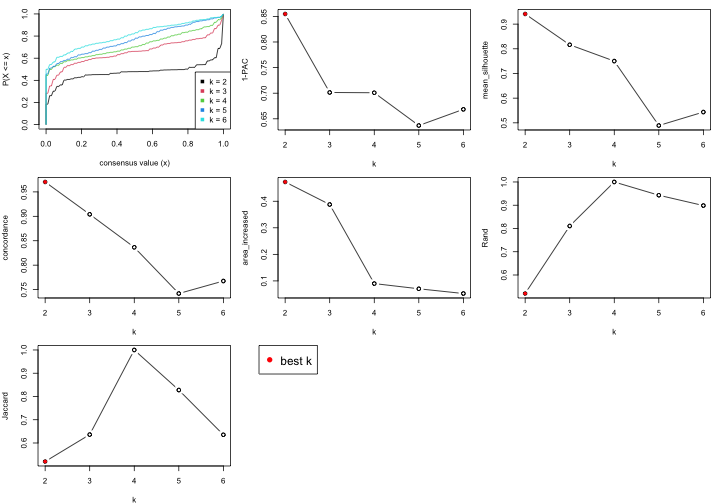 P(X <= x)
0.0 0.2 0.4 0.6 0.8 1.0
k = 2
k = 3
k = 4
k = 5
k = 6
0.0 0.2 0.4 0.6 0.8 1.0
consensus value (x)
1-PAC
0.65 0.70 0.75 0.80 0.85
2 3 4 5 6
k
mean_silhouette
0.5 0.6 0.7 0.8 0.9
2 3 4 5 6
k
concordance
0.75 0.80 0.85 0.90 0.95
2 3 4 5 6
k
area_increased
0.1 0.2 0.3 0.4
2 3 4 5 6
k
Rand
0.6 0.7 0.8 0.9 1.0
2 3 4 5 6
k
Jaccard
0.6 0.7 0.8 0.9 1.0
2 3 4 5 6
k
best k